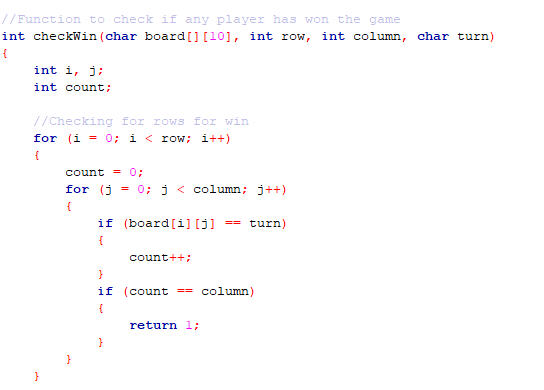 //Function to check if any player has won the game
int checkWin(char board[][10], int row, int column, char turn)
{
    int i, j;
    int count;

    //Checking for rows for win
    for (i = 0; i < row; i++)
    {
        count = 0;
        for (j = 0; j < column; j++)
        {
            if (board[i][j] == turn)
            {
                count++;
            }
            if (count == column)
            {
                return 1;
            }
        }
    }